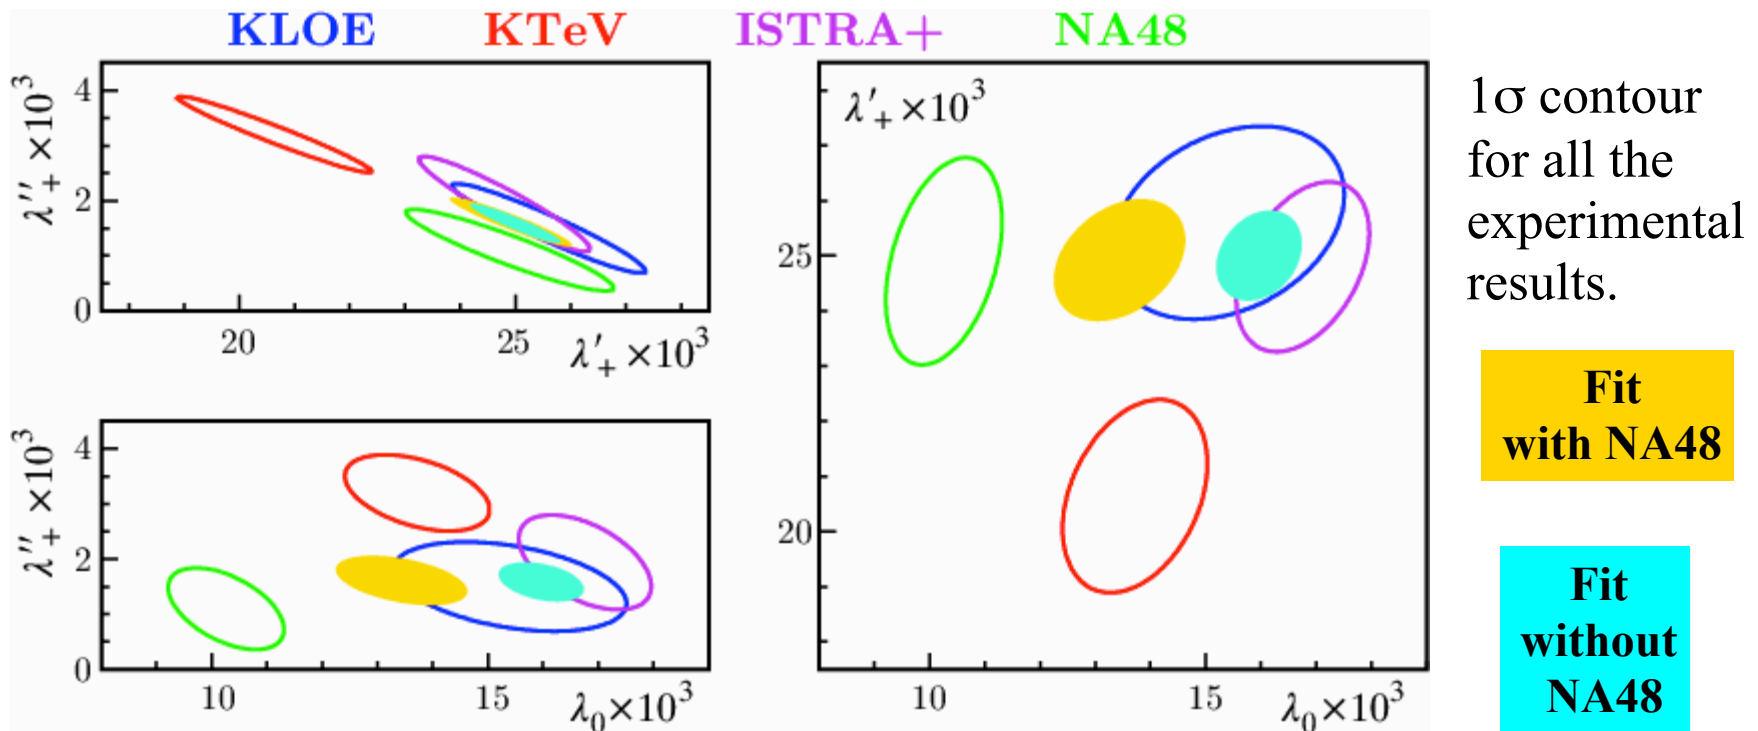 KLOE KTeV ISTRA+ NA48
λ′′₊ ×10³
4
2
0
20 25 λ′₊ ×10³
λ′′₊ ×10³
4
2
0
10 15 λ₀×10³
λ′₊ ×10³
25
20
10 15 λ₀×10³
1σ contour
for all the
experimental
results.
Fit
with NA48
Fit
without
NA48